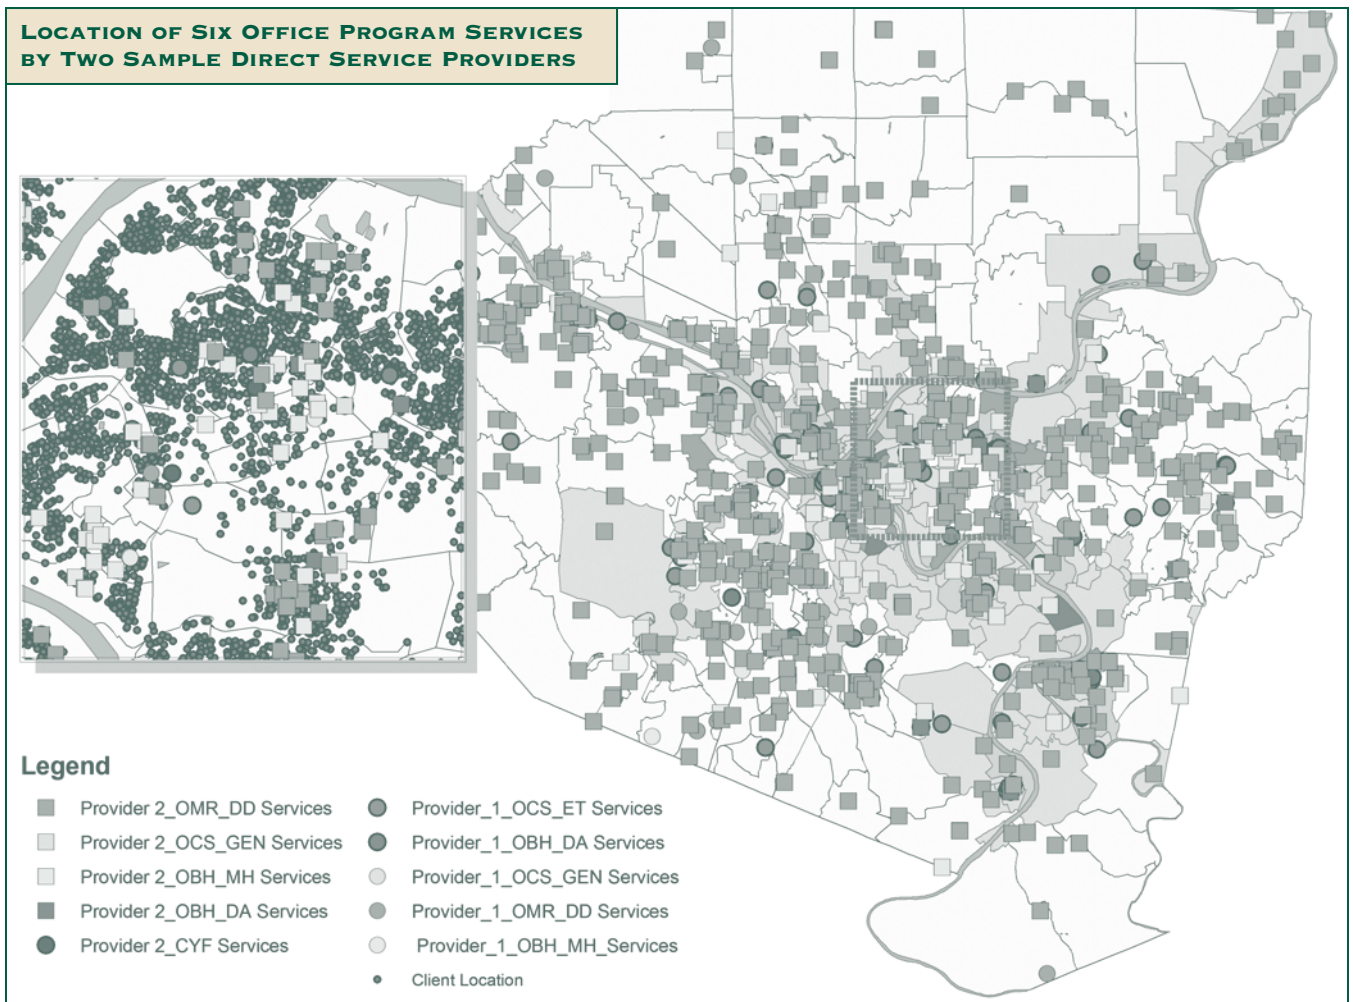 Location of Six Office Program Services
by Two Sample Direct Service Providers
Legend
Provider 2_OMR_DD Services
Provider 2_OCS_GEN Services
Provider 2_OBH_MH Services
Provider 2_OBH_DA Services
Provider 2_CYF Services
Provider_1_OCS_ET Services
Provider_1_OBH_DA Services
Provider_1_OCS_GEN Services
Provider_1_OMR_DD Services
Provider_1_OBH_MH_Services
Client Location